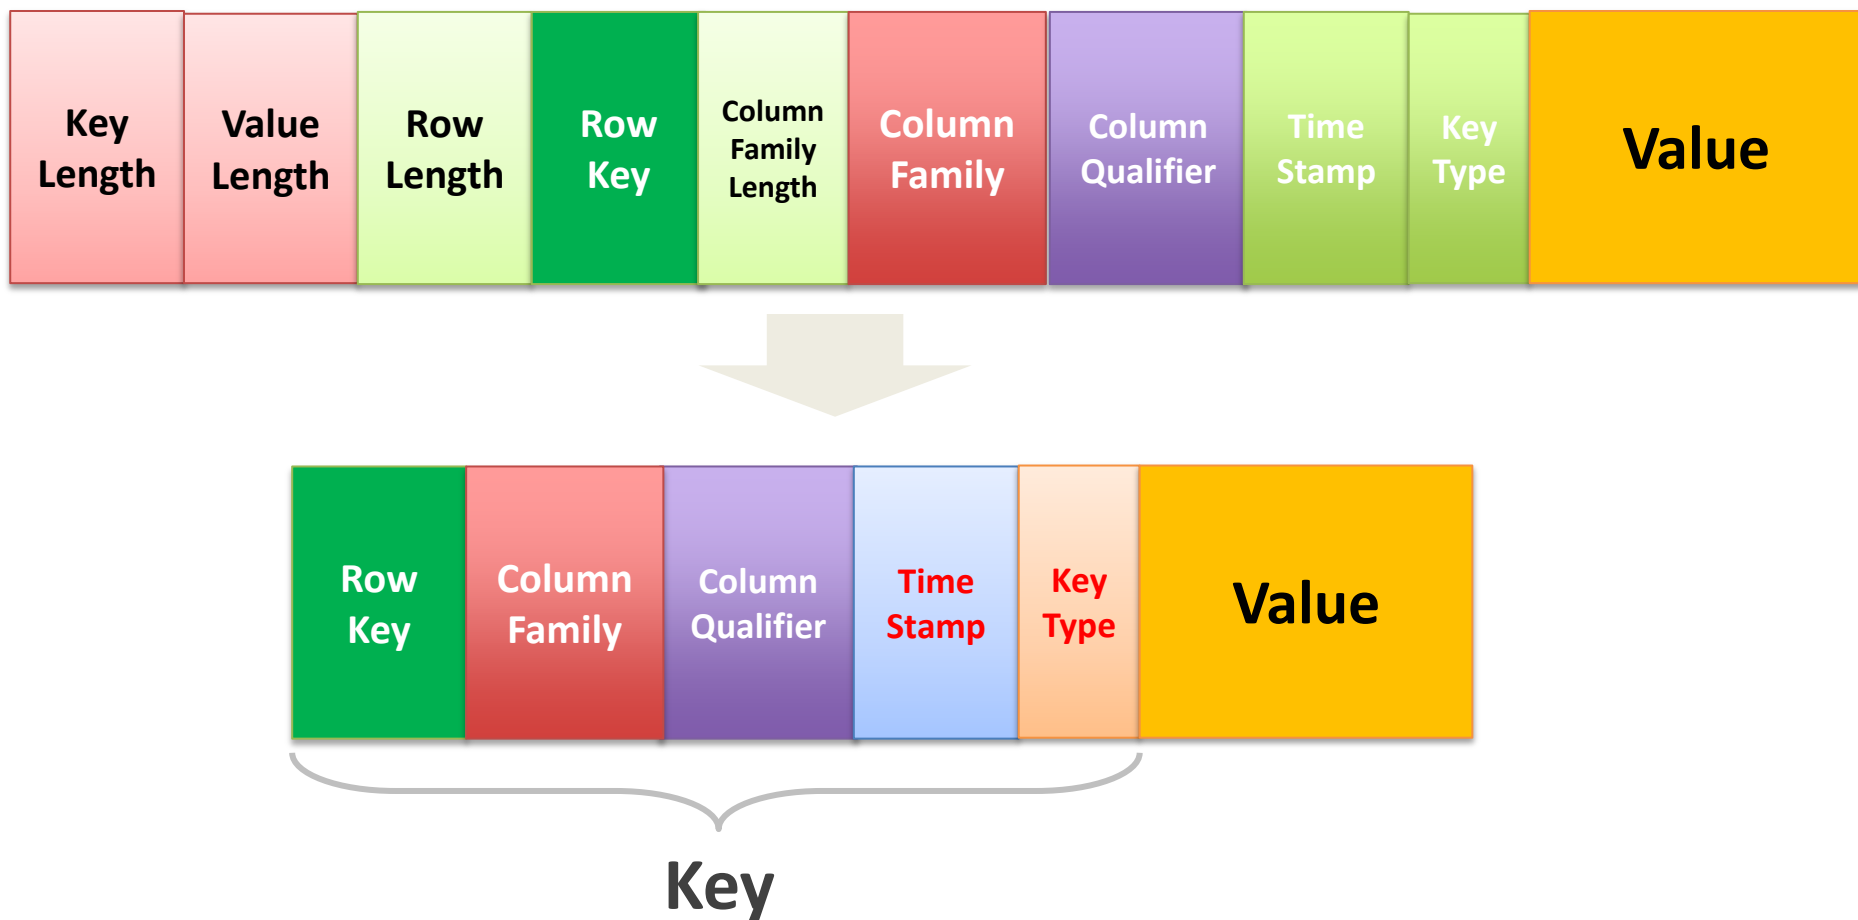 Key
Length
Value
Length
Row
Length
Row
Key
Column
Family
Length
Column
Family
Column
Qualifier
Time
Stamp
Key
Type
Value
Row
Key
Column
Family
Column
Qualifier
Time
Stamp
Key
Type
Value
Key